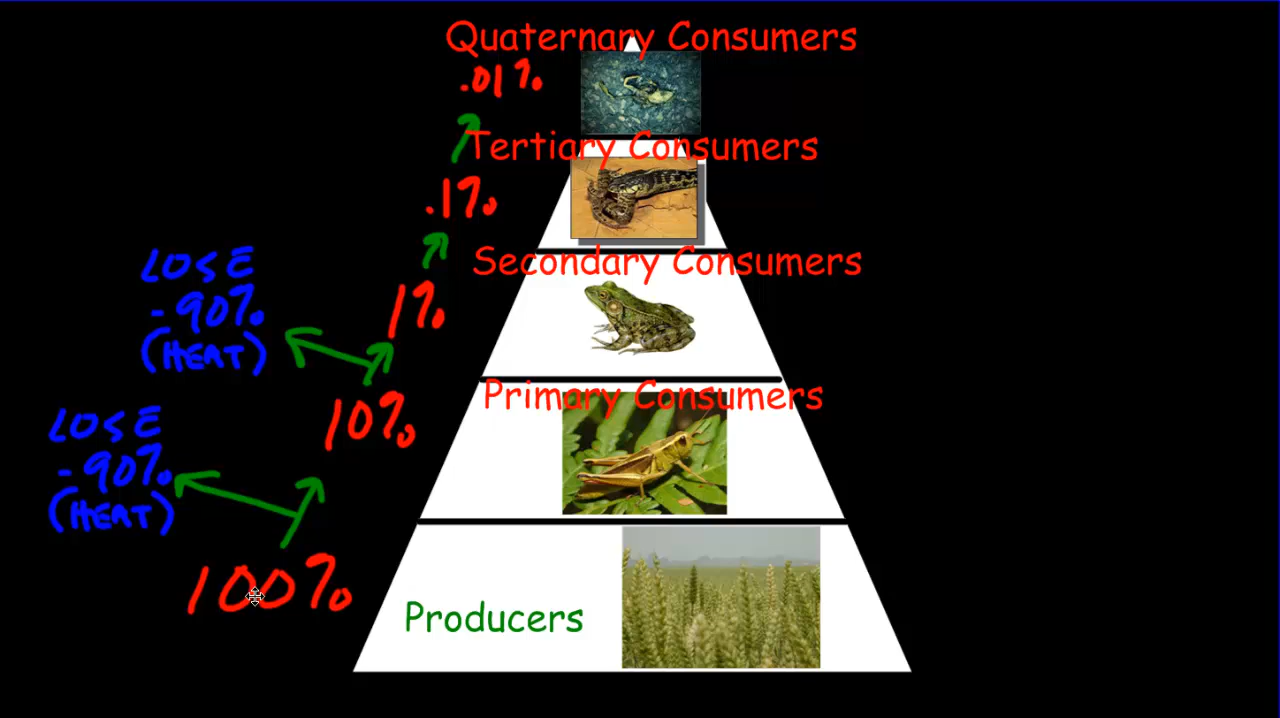 Quaternary Consumers
.01%
Tertiary Consumers
.1%
LOSE
-90%
(HEAT)
Secondary Consumers
1%
Primary Consumers
10%
LOSE
-90%
(HEAT)
100%
Producers